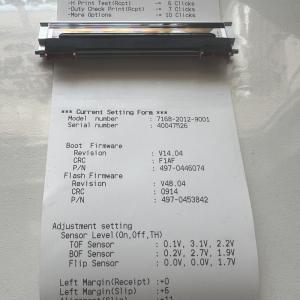 -H Print Test(Rcpt) -> 6 Clicks
-Duty Check Print(Rcpt) -> 7 Clicks
-More Options -> 10 Clicks
*** Current Setting Form ***
Model number : 7168-2012-9001
Serial number : 40047526
Boot Firmware
Revision : V14.04
CRC : F1AF
P/N : 497-0446074
Flash Firmware
Revision : V48.04
CRC : 0914
P/N : 497-0453842
Adjustment setting
Sensor Level(On,Off,TH)
TOF Sensor : 0.1V, 3.1V, 2.2V
BOF Sensor : 0.2V, 2.7V, 1.9V
Flip Sensor : 0.0V, 0.0V, 1.7V
Left Margin(Receipt) :+0
Left Margin(Slip) :+6